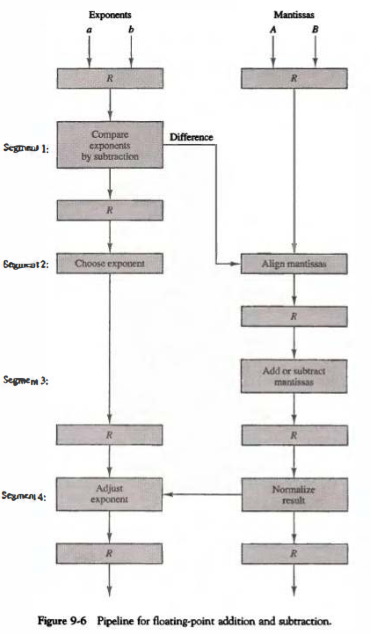 Exponents
Mantissas
a b
A B
R
R
Segment 1:
Compare
exponents
by subtraction
Difference
R
Segment 2:
Choose exponent
Align mantissas
R
Segment 3:
Add or subtract
mantissas
R
R
Segment 4:
Adjust
exponent
Normalize
result
R
R
Figure 9-6 Pipeline for floating-point addition and subtraction.